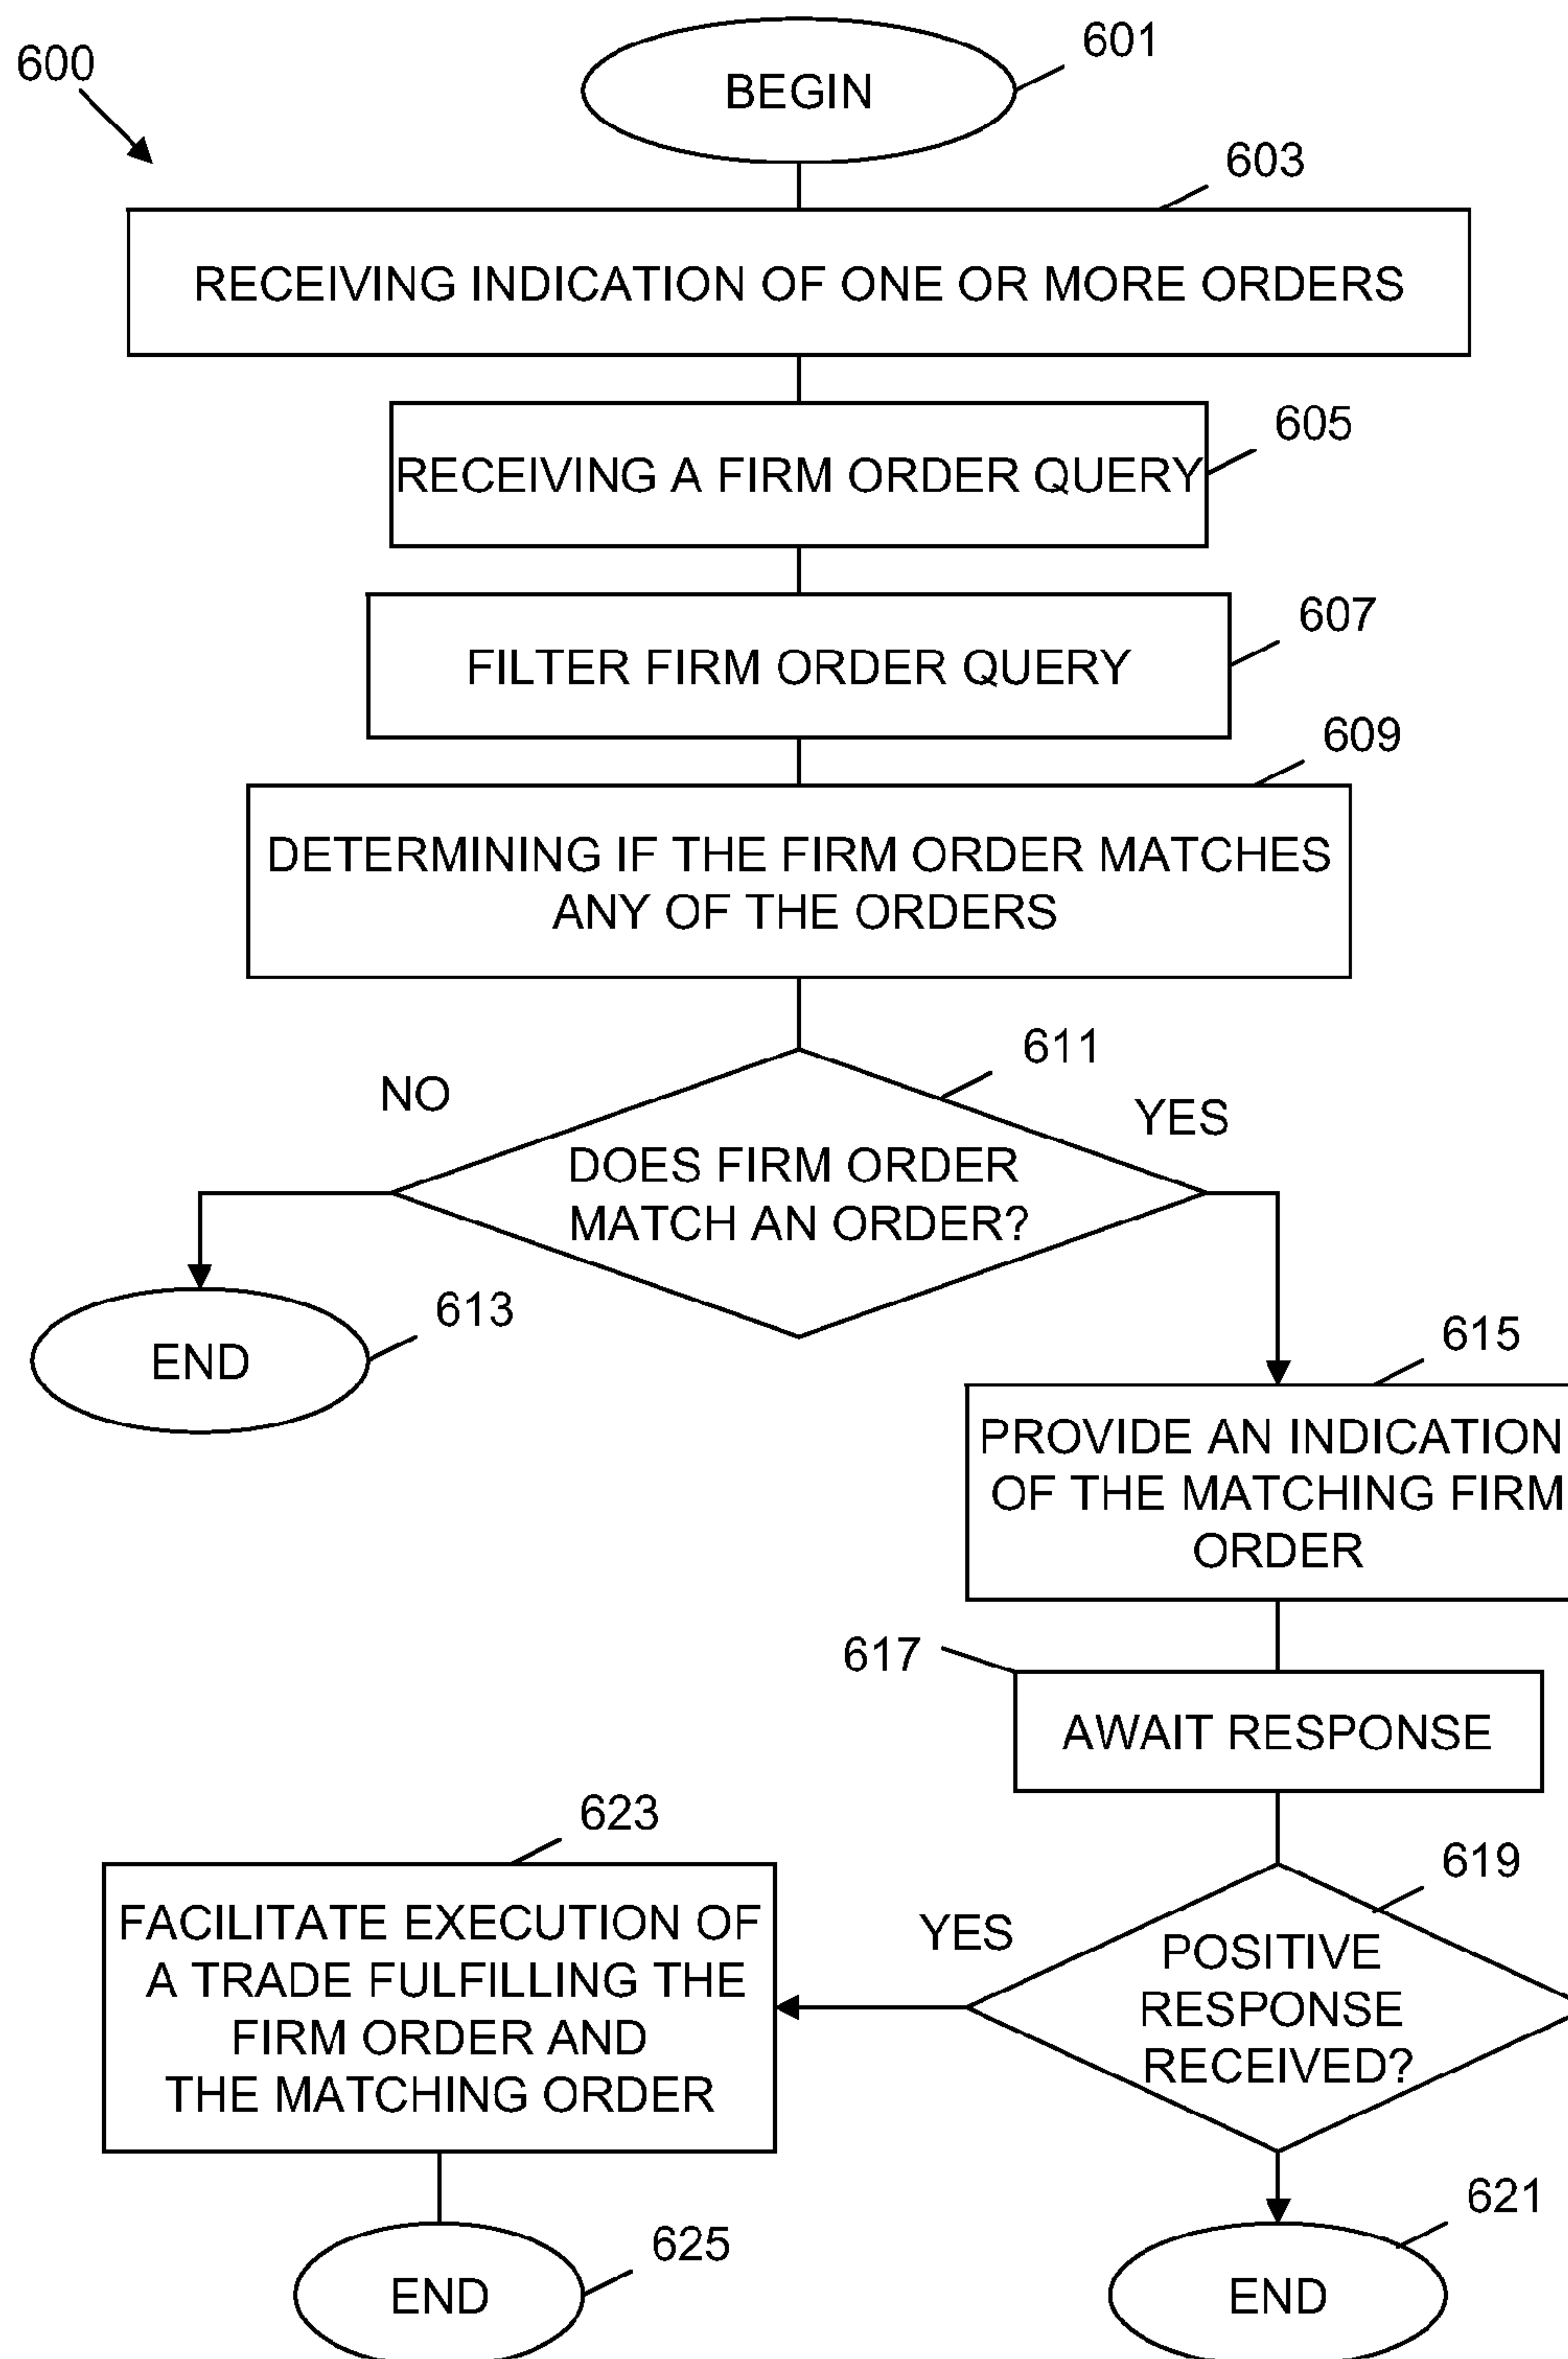 600
601
BEGIN
603
RECEIVING INDICATION OF ONE OR MORE ORDERS
605
RECEIVING A FIRM ORDER QUERY
607
FILTER FIRM ORDER QUERY
609
DETERMINING IF THE FIRM ORDER MATCHES
ANY OF THE ORDERS
611
NO
YES
DOES FIRM ORDER
MATCH AN ORDER?
613
END
615
PROVIDE AN INDICATION
OF THE MATCHING FIRM
ORDER
617
AWAIT RESPONSE
623
FACILITATE EXECUTION OF
A TRADE FULFILLING THE
FIRM ORDER AND
THE MATCHING ORDER
619
YES
POSITIVE
RESPONSE
RECEIVED?
625
END
621
END